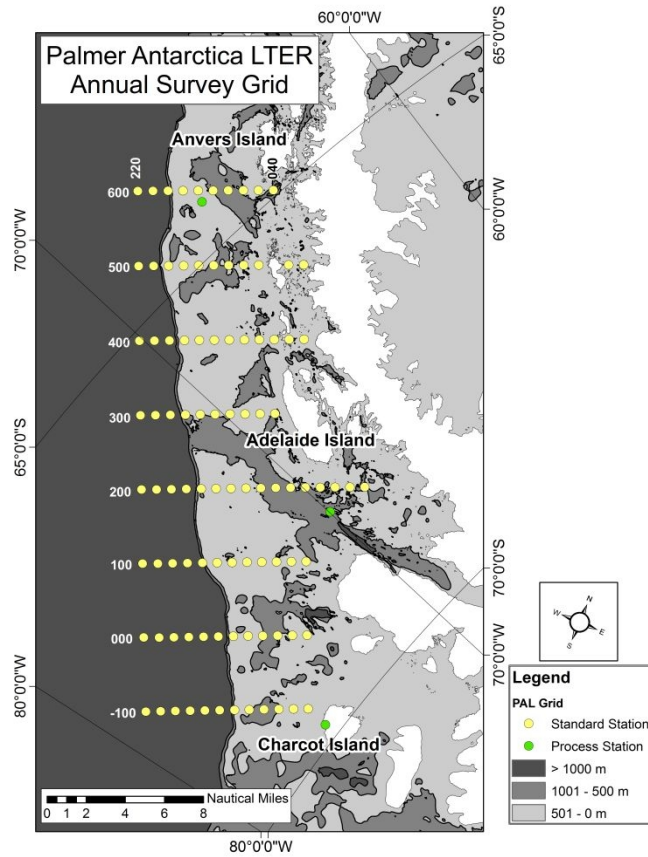 60°0'0"W
65°0'0"S
Palmer Antarctica LTER
Annual Survey Grid
Anvers Island
220
040
600
60°0'0"W
70°0'0"W
500
400
300
Adelaide Island
65°0'0"S
200
100
70°0'0"S
000
70°0'0"W
80°0'0"W
-100
Charcot Island
Nautical Miles
0 1 2 4 6 8
80°0'0"W
N
W
E
S
Legend
PAL Grid
Standard Station
Process Station
> 1000 m
1001 - 500 m
501 - 0 m